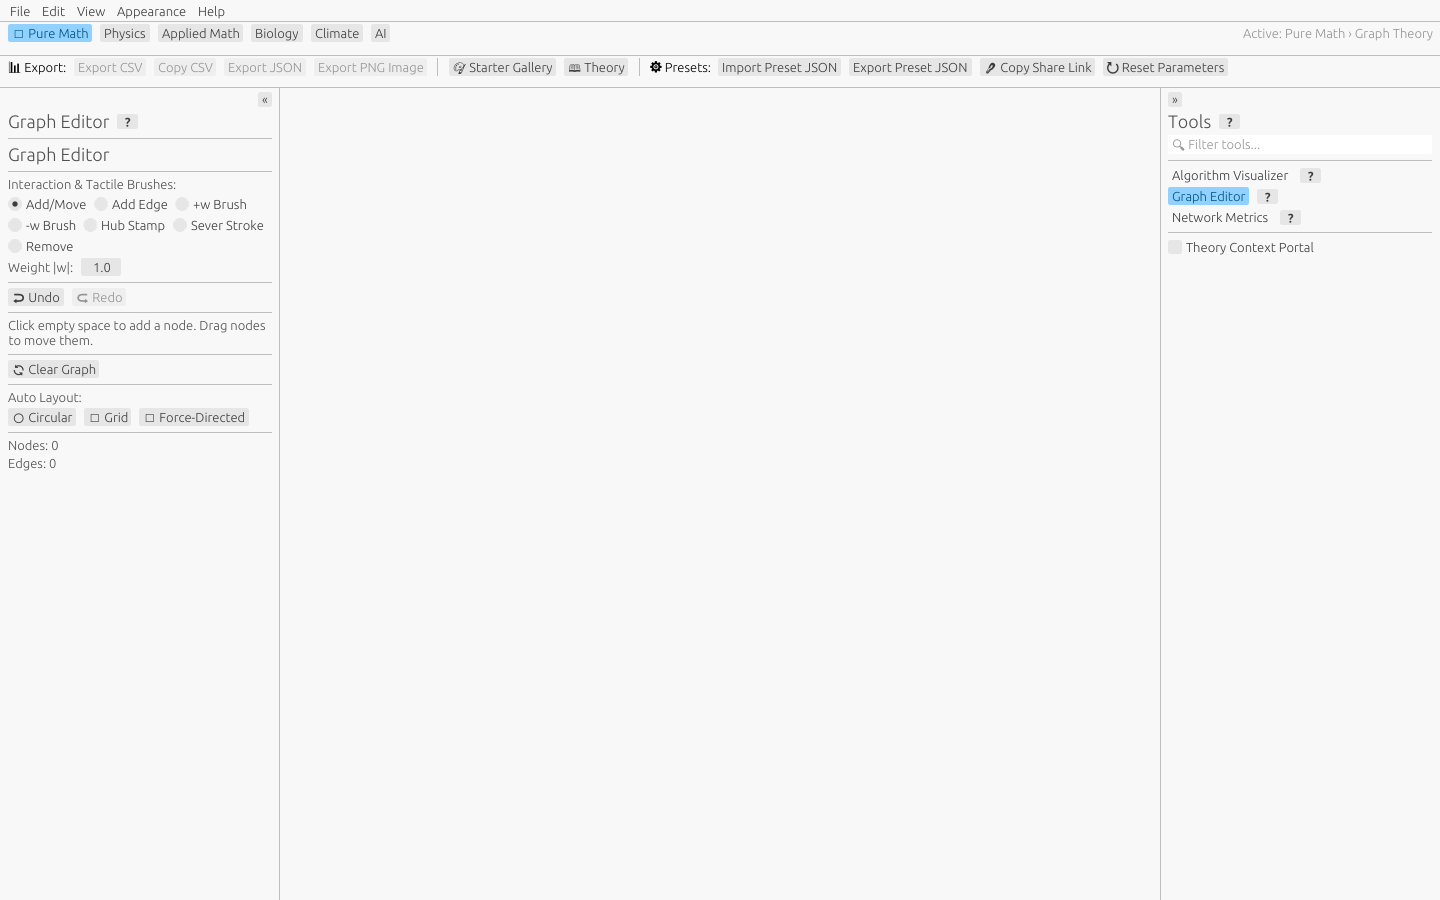 File Edit View Appearance Help
Pure Math Physics Applied Math Biology Climate AI Active: Pure Math › Graph Theory
Export: Export CSV Copy CSV Export JSON Export PNG Image Starter Gallery Theory Presets: Import Preset JSON Export Preset JSON Copy Share Link Reset Parameters
«
Graph Editor ?
Graph Editor
Interaction & Tactile Brushes:
Add/Move Add Edge +w Brush
-w Brush Hub Stamp Sever Stroke
Remove
Weight |w|: 1.0
Undo Redo
Click empty space to add a node. Drag nodes
to move them.
Clear Graph
Auto Layout:
Circular Grid Force-Directed
Nodes: 0
Edges: 0
»
Tools ?
Filter tools...
Algorithm Visualizer ?
Graph Editor ?
Network Metrics ?
Theory Context Portal